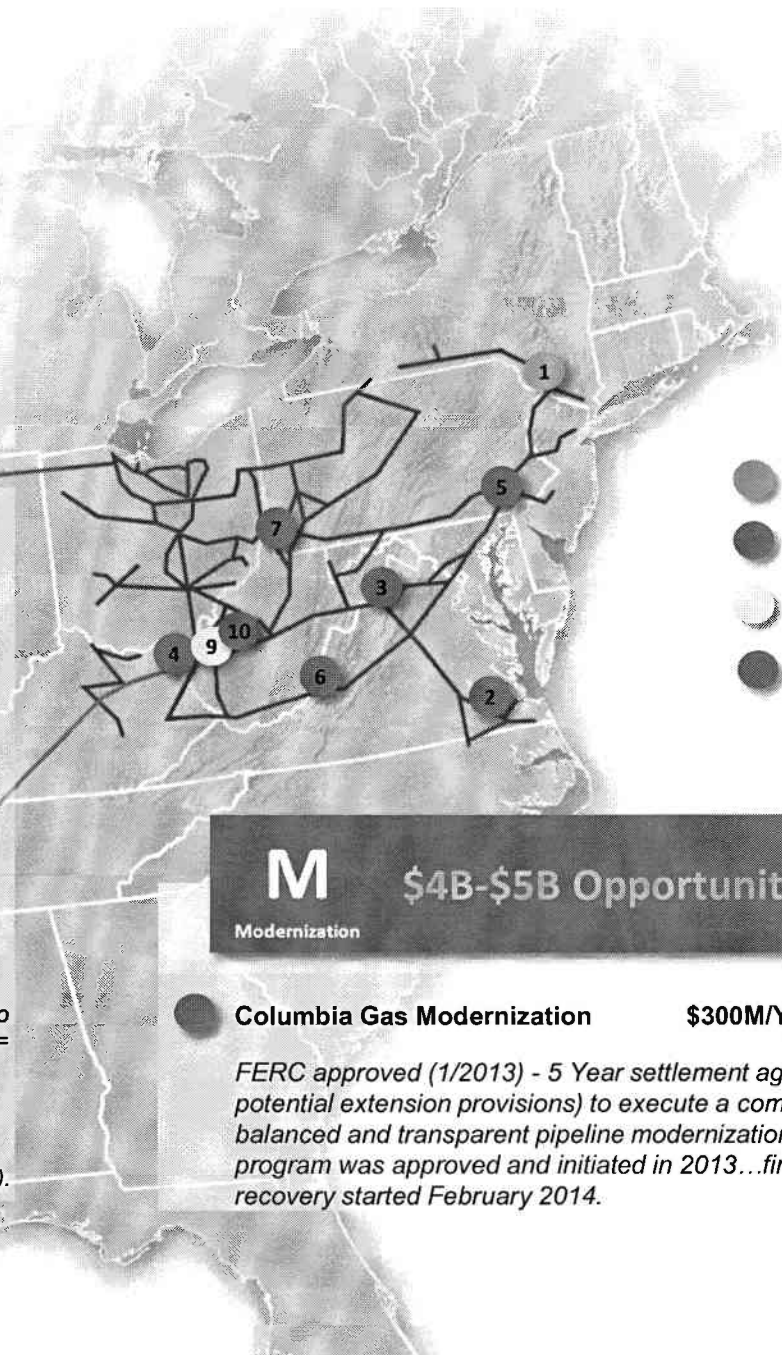 1
5
7
3
10
9
4
6
2
M
Modernization
$4B-$5B Opportunit
Columbia Gas Modernization $300M/Y
FERC approved (1/2013) - 5 Year settlement ag
potential extension provisions) to execute a com
balanced and transparent pipeline modernization
program was approved and initiated in 2013…fir
recovery started February 2014.
o
=
).